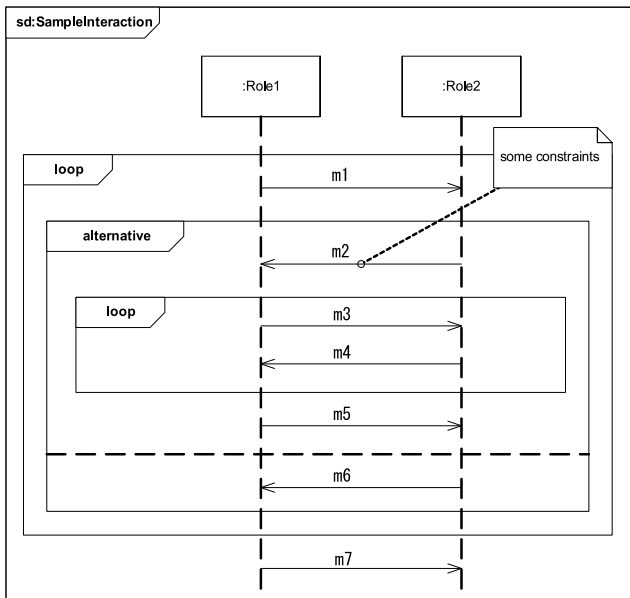 sd:SampleInteraction
:Role1
:Role2
some constraints
loop
m1
alternative
m2
loop
m3
m4
m5
m6
m7